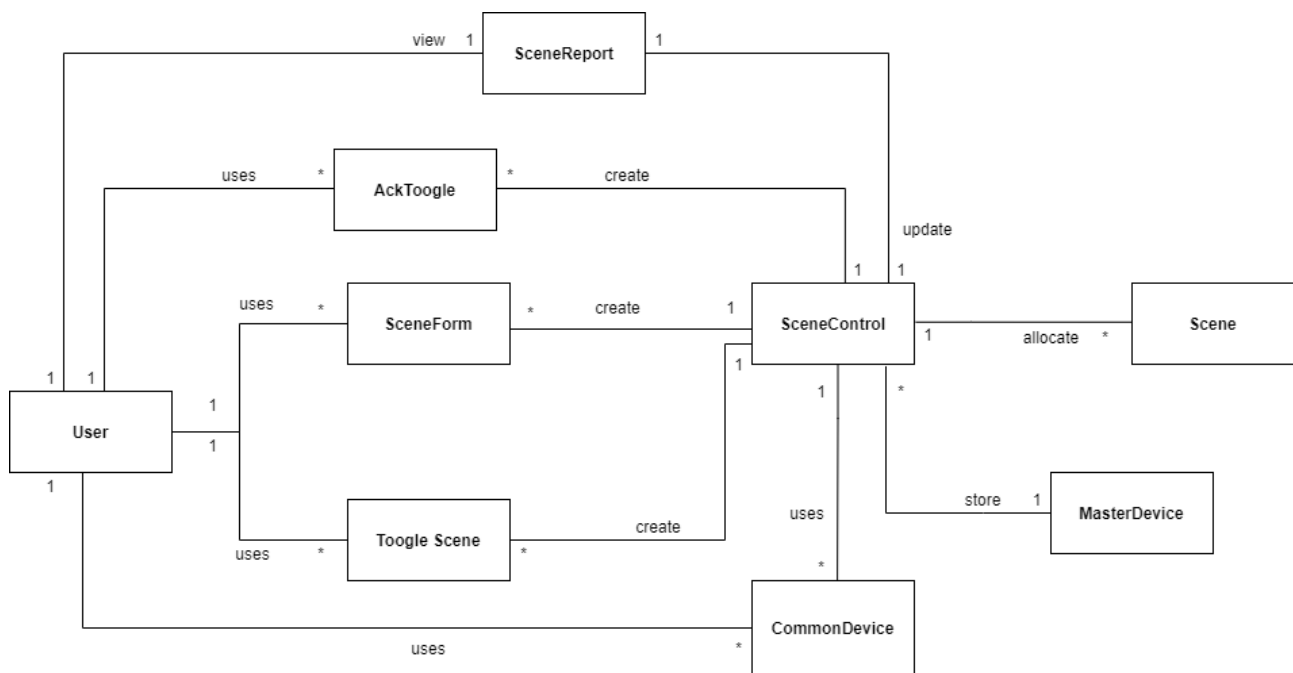 view 1 SceneReport 1
uses * AckToogle * create
update
1 1
uses * SceneForm * create 1 SceneControl Scene
1 allocate *
1
1 1 1 *
1
User
1
1 store 1 MasterDevice
uses
uses * Toogle Scene * create
*
CommonDevice
uses *